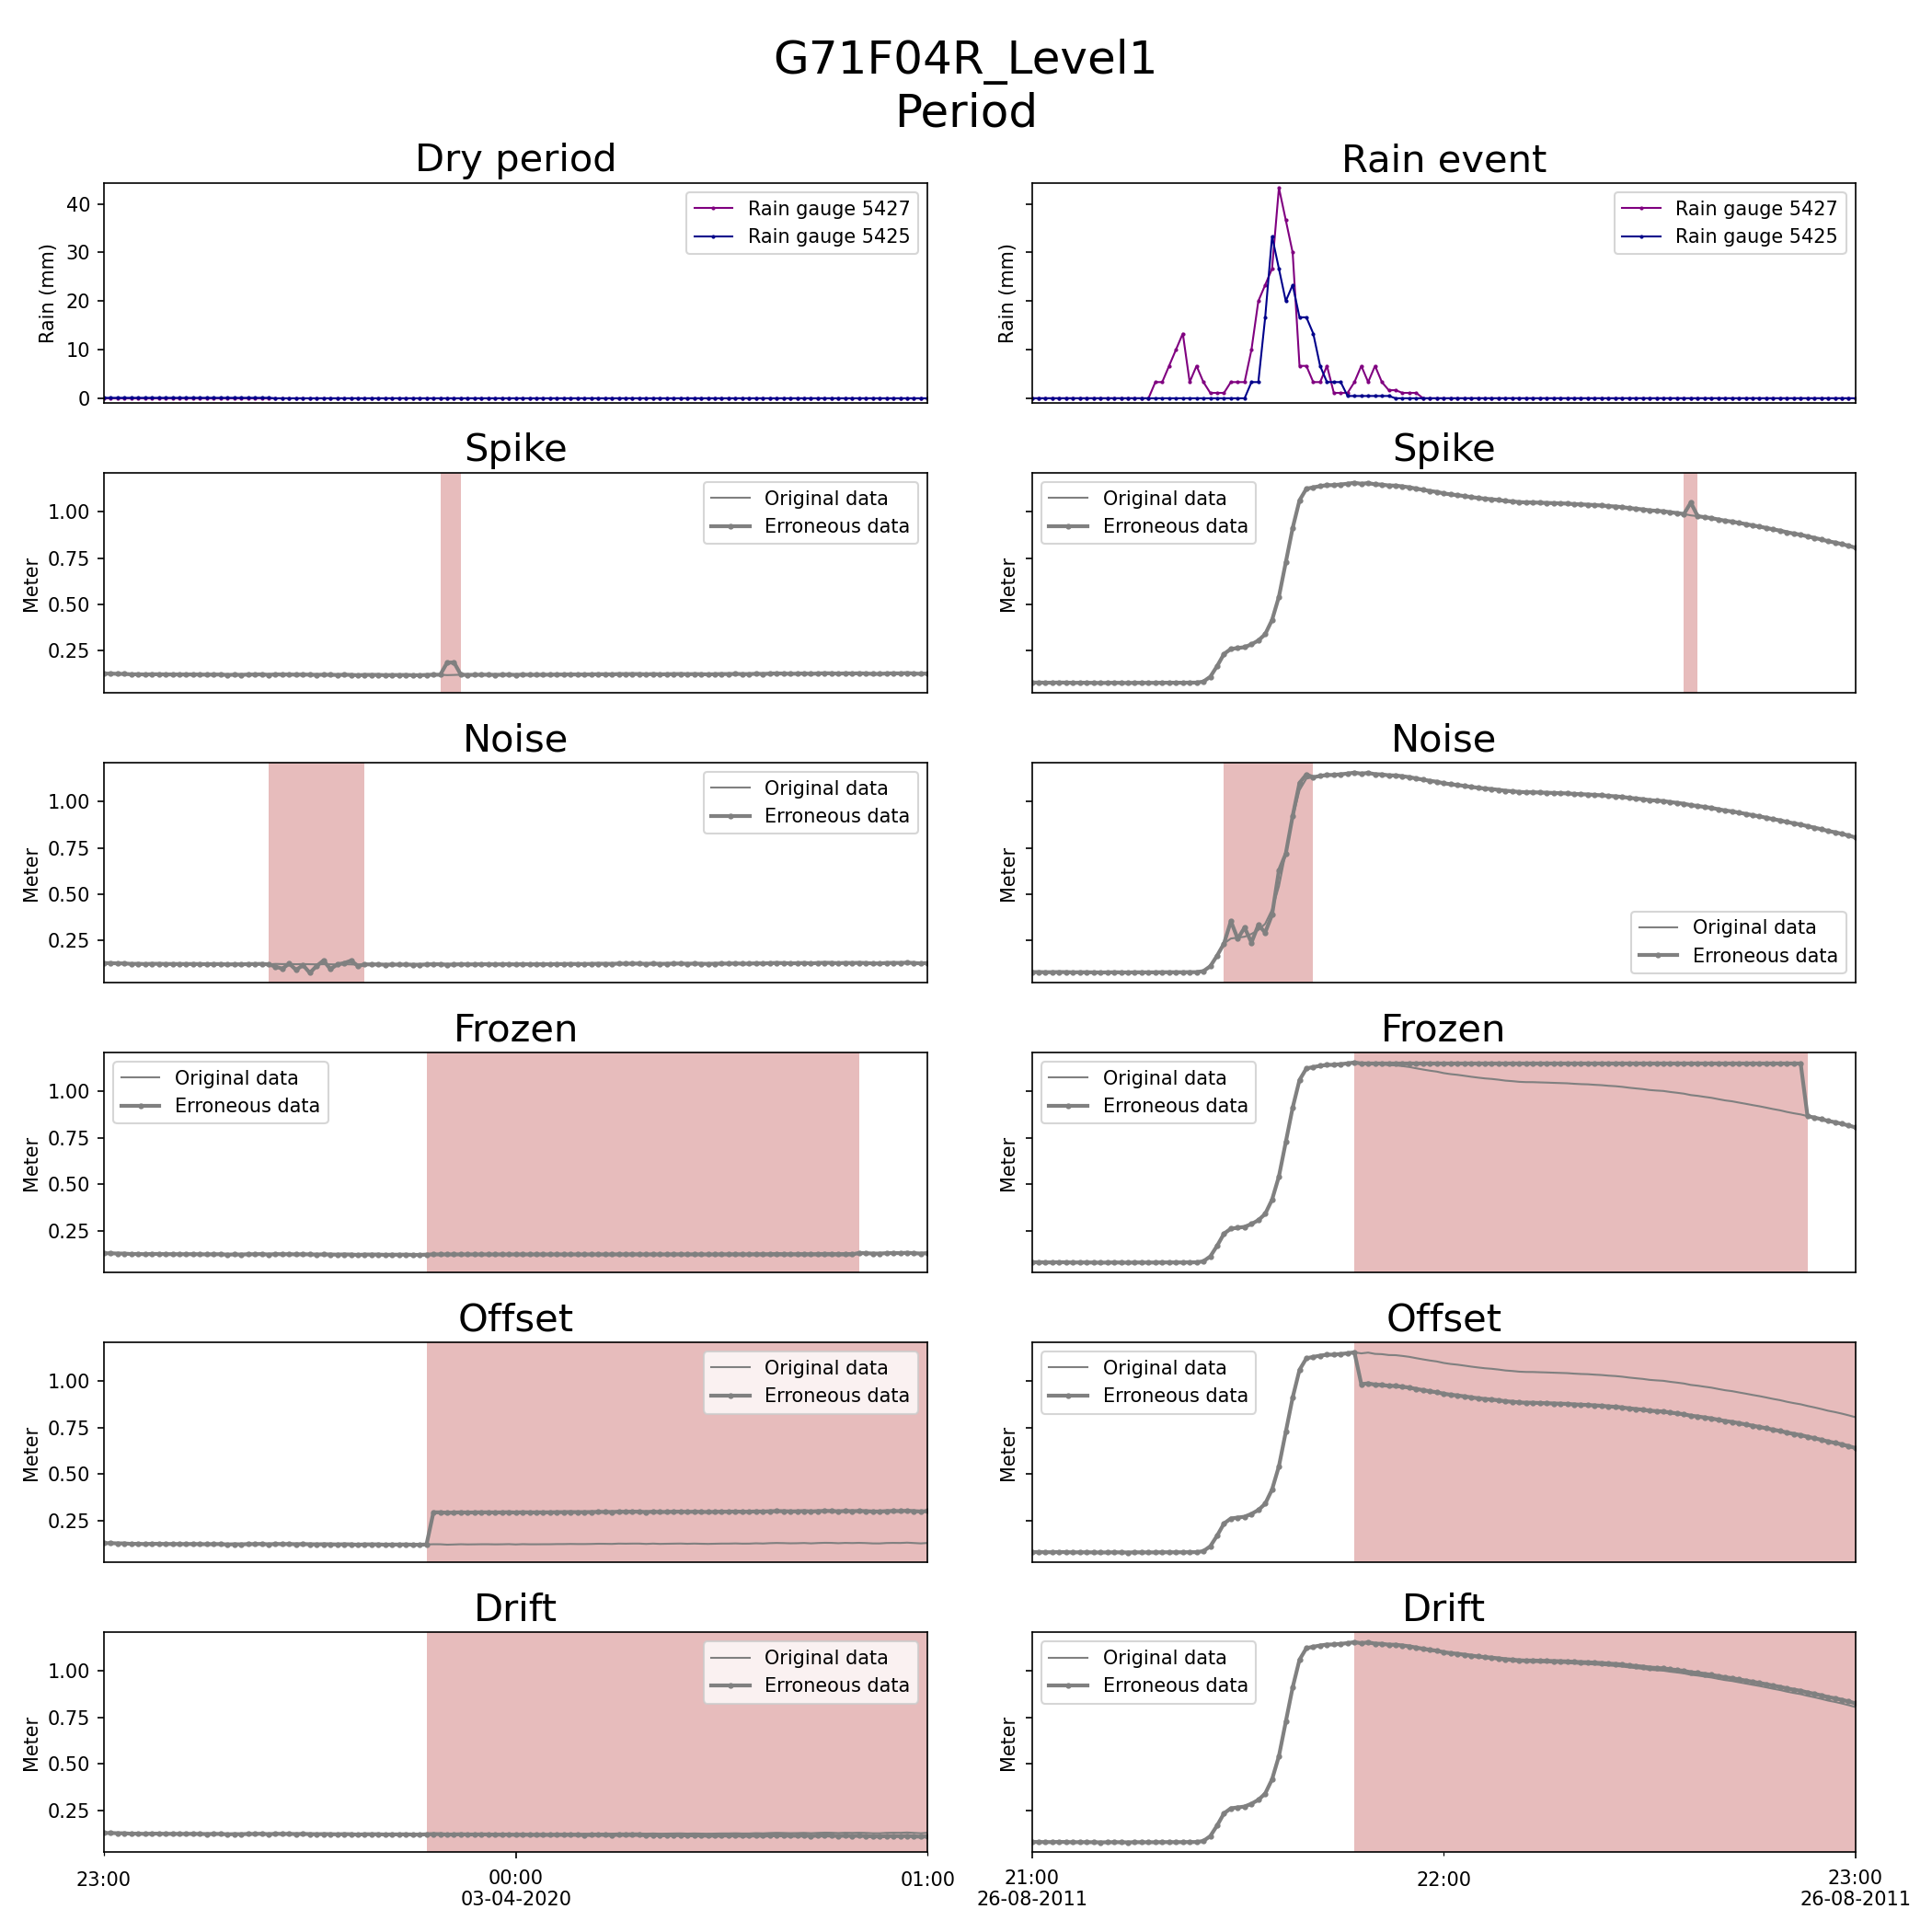 G71F04R_Level1
Period
Dry period
Rain event
40
30
20
10
0
Rain (mm)
Rain gauge 5427
Rain gauge 5425
Rain (mm)
Rain gauge 5427
Rain gauge 5425
Spike
Spike
1.00
0.75
0.50
0.25
Meter
Original data
Erroneous data
Meter
Original data
Erroneous data
Noise
Noise
1.00
0.75
0.50
0.25
Meter
Original data
Erroneous data
Meter
Original data
Erroneous data
Frozen
Frozen
1.00
0.75
0.50
0.25
Meter
Original data
Erroneous data
Meter
Original data
Erroneous data
Offset
Offset
1.00
0.75
0.50
0.25
Meter
Original data
Erroneous data
Meter
Original data
Erroneous data
Drift
Drift
1.00
0.75
0.50
0.25
Meter
Original data
Erroneous data
Meter
Original data
Erroneous data
23:00
00:00
03-04-2020
01:00
21:00
26-08-2011
22:00
23:00
26-08-2011